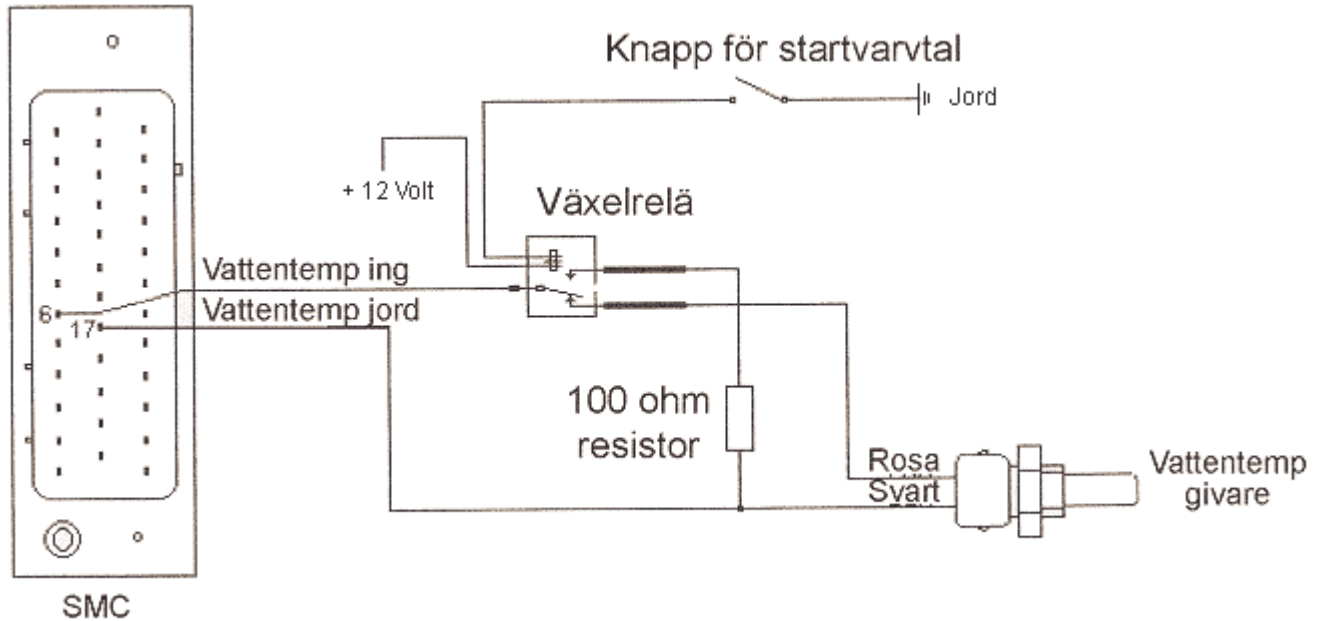 Knapp för startvarvtal
Jord
+ 12 Volt
Växelrelä
Vattentemp ing
Vattentemp jord
6
17
100 ohm
resistor
Rosa
Svart
Vattentemp
givare
SMC